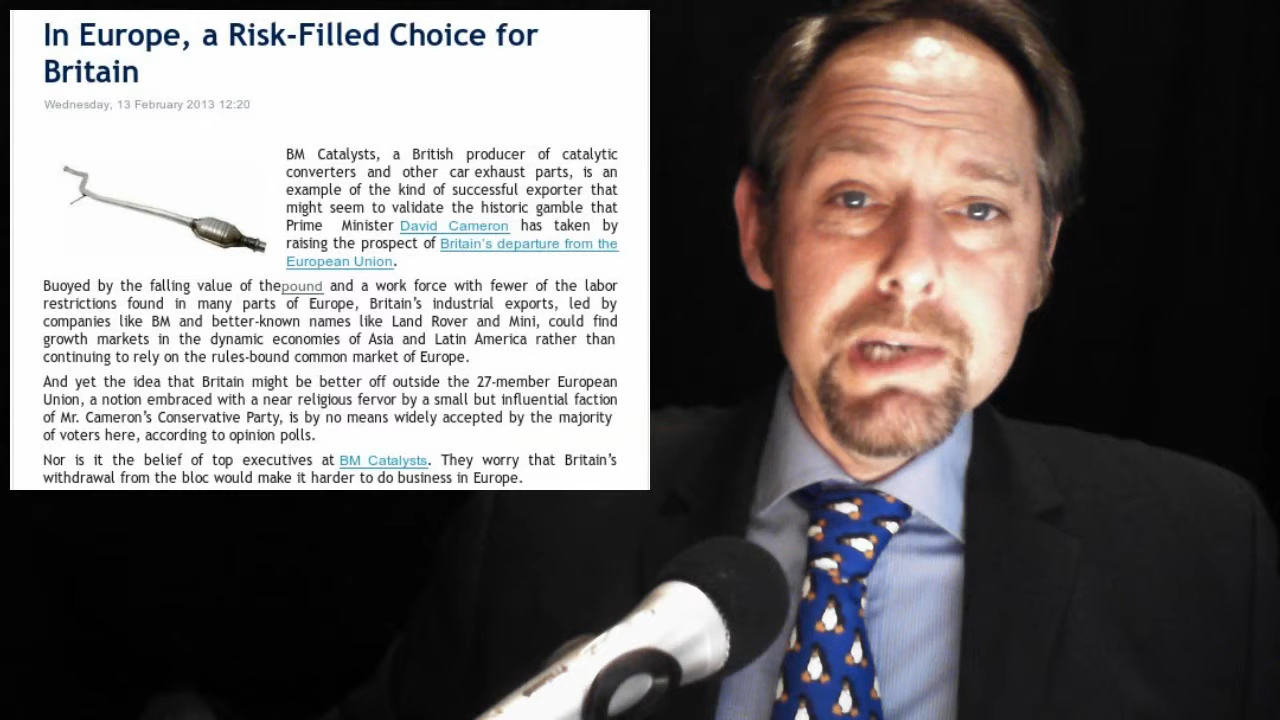 In Europe, a Risk-Filled Choice for
Britain
Wednesday, 13 February 2013 12:20
BM Catalysts, a British producer of catalytic
converters and other car exhaust parts, is an
example of the kind of successful exporter that
might seem to validate the historic gamble that
Prime Minister David Cameron has taken by
raising the prospect of Britain's departure from the
European Union.
Buoyed by the falling value of thepound and a work force with fewer of the labor
restrictions found in many parts of Europe, Britain's industrial exports, led by
companies like BM and better-known names like Land Rover and Mini, could find
growth markets in the dynamic economies of Asia and Latin America rather than
continuing to rely on the rules-bound common market of Europe.
And yet the idea that Britain might be better off outside the 27-member European
Union, a notion embraced with a near religious fervor by a small but influential faction
of Mr. Cameron's Conservative Party, is by no means widely accepted by the majority
of voters here, according to opinion polls.
Nor is it the belief of top executives at BM Catalysts. They worry that Britain's
withdrawal from the bloc would make it harder to do business in Europe.